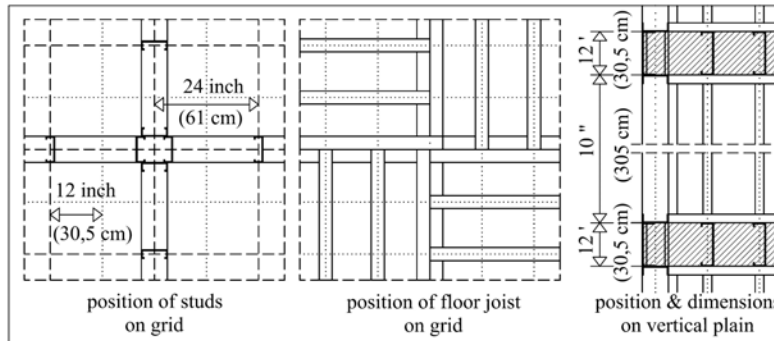 24 inch
(61 cm)
12 inch
(30,5 cm)
position of studs
on grid
position of floor joist
on grid
12'
(30,5 cm)
10"
(305 cm)
12'
(30,5 cm)
position & dimensions
on vertical plain